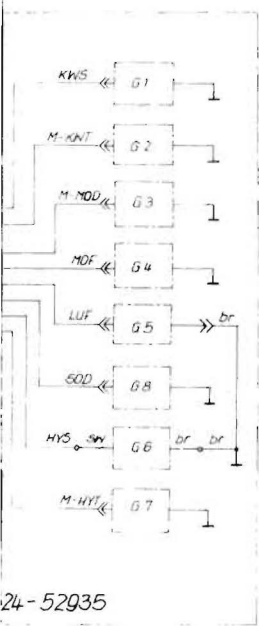 KWS G1
M-KWT G2
M-MOD G3
MOF G4
LUF G5 br
SOD G8
HYS sw G6 br br
M-HYT G7
24-52935